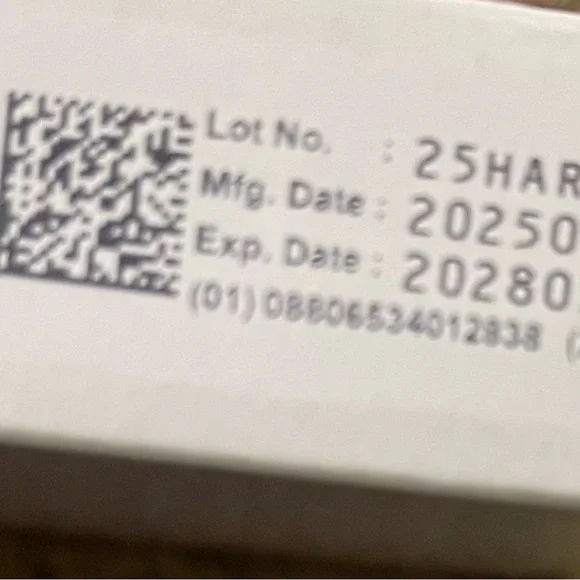 Lot No. : 25HAR
Mfg. Date : 20250
Exp. Date : 20280
(01) 08806534012838 (